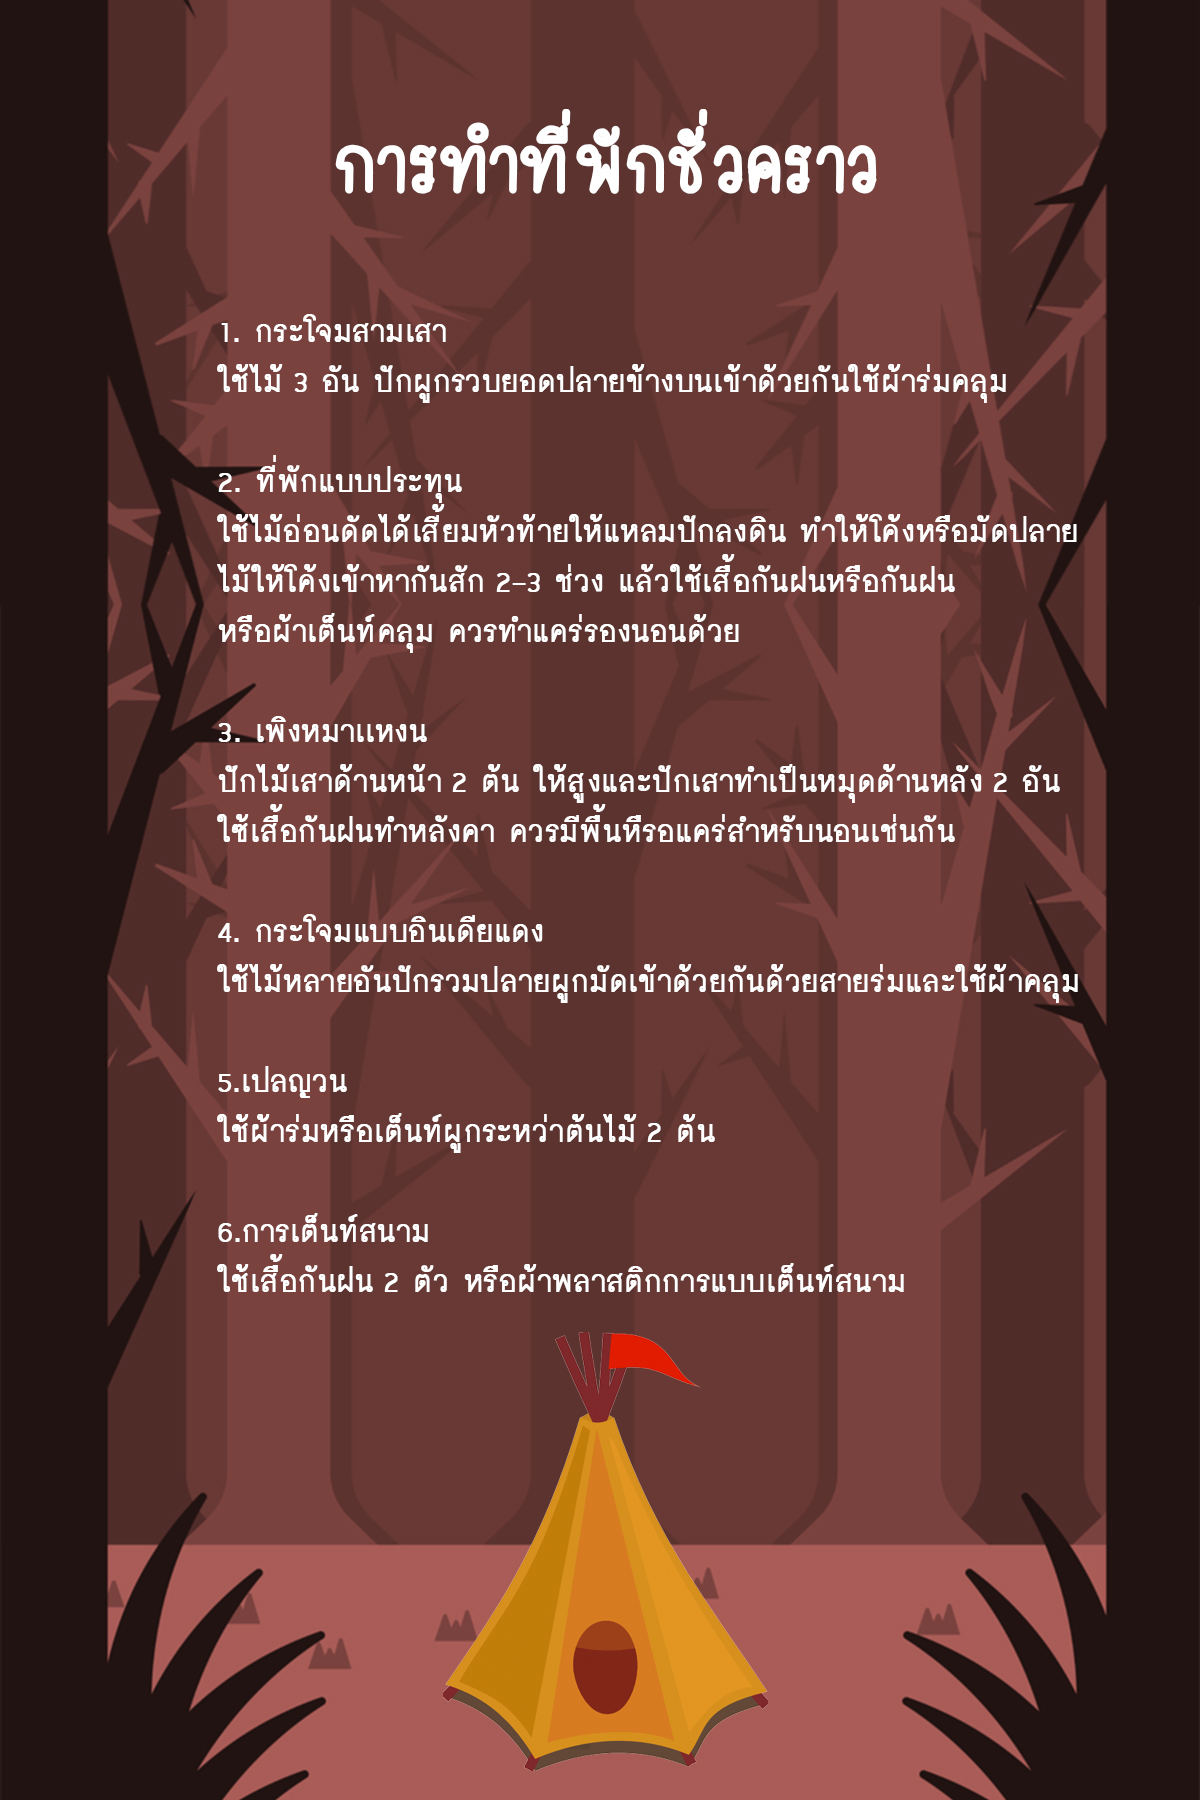 การทำที่พักชั่วคราว
1. กระโจมสามเสา
ใช้ไม้ 3 อัน ปักผูกรวบยอดปลายข้างบนเข้าด้วยกันใช้ผ้าร่มคลุม
2. ที่พักแบบประทุน
ใช้ไม้อ่อนดัดได้เสี้ยมหัวท้ายให้แหลมปักลงดิน ทำให้โค้งหรือมัดปลาย
ไม้ให้โค้งเข้าหากันสัก 2-3 ช่วง แล้วใช้เสื้อกันฝนหรือกันฝน
หรือผ้าเต็นท์คลุม ควรทำแคร่รองนอนด้วย
3. เพิงหมาแหงน
ปักไม้เสาด้านหน้า 2 ต้น ให้สูงและปักเสาทำเป็นหมุดด้านหลัง 2 อัน
ใช้เสื้อกันฝนทำหลังคา ควรมีพื้นหืรอแคร่สำหรับนอนเช่นกัน
4. กระโจมแบบอินเดียแดง
ใช้ไม้หลายอันปักรวมปลายผูกมัดเข้าด้วยกันด้วยสายร่มและใช้ผ้าคลุม
5.เปลญวน
ใช้ผ้าร่มหรือเต็นท์ผูกระหว่าต้นไม้ 2 ต้น
6.การเต็นท์สนาม
ใช้เสื้อกันฝน 2 ตัว หรือผ้าพลาสติกการแบบเต็นท์สนาม